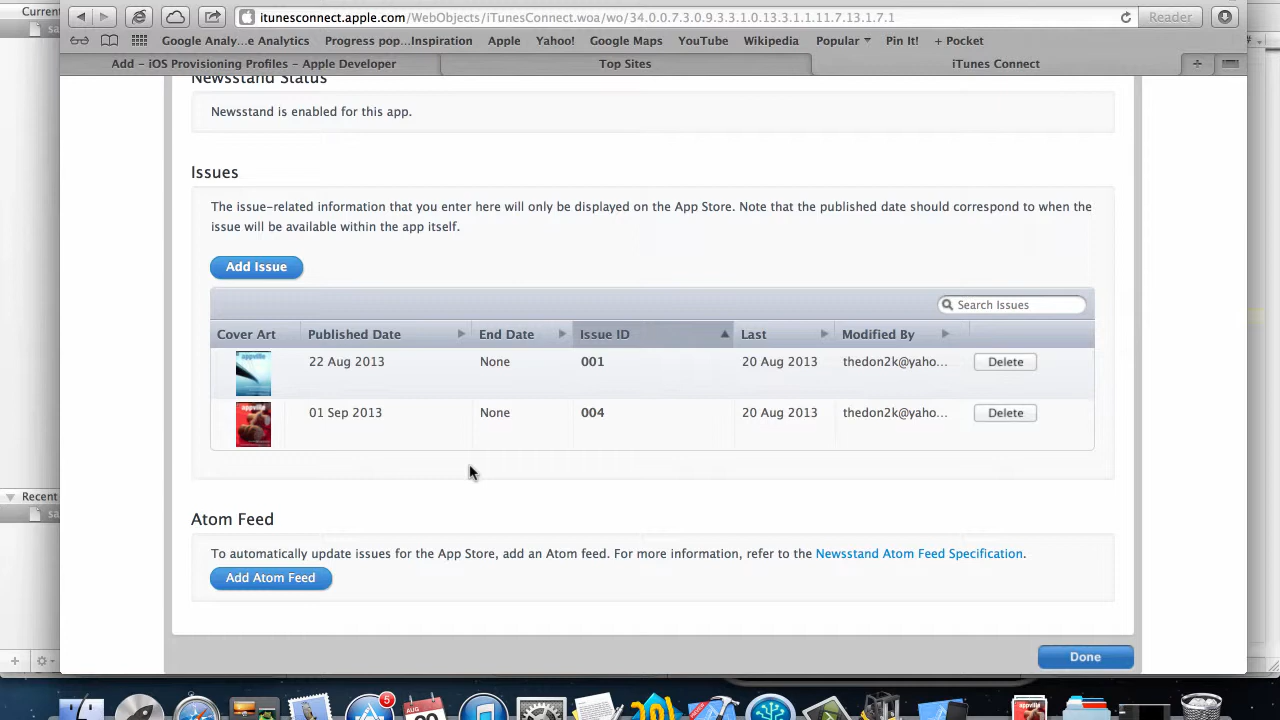 Current
itunesconnect.apple.com/WebObjects/iTunesConnect.woa/wo/34.0.0.7.3.0.9.3.3.1.0.13.3.1.1.11.7.13.1.7.1
Reader
Google Analy...e Analytics Progress pop...Inspiration Apple Yahoo! Google Maps YouTube Wikipedia Popular Pin It! + Pocket
Add – iOS Provisioning Profiles – Apple Developer Top Sites iTunes Connect
Newsstand Status
Newsstand is enabled for this app.
Issues
The issue-related information that you enter here will only be displayed on the App Store. Note that the published date should correspond to when the
issue will be available within the app itself.
Add Issue
Search Issues
Cover Art Published Date End Date Issue ID Last Modified By
22 Aug 2013 None 001 20 Aug 2013 thedon2k@yaho... Delete
01 Sep 2013 None 004 20 Aug 2013 thedon2k@yaho... Delete
Recent
Atom Feed
To automatically update issues for the App Store, add an Atom feed. For more information, refer to the Newsstand Atom Feed Specification.
Add Atom Feed
Done
5
AUG